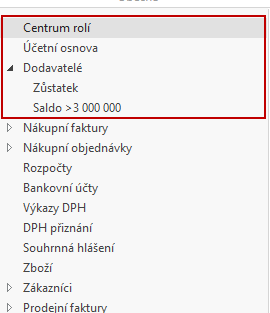 Centrum rolí
Účetní osnova
Dodavatelé
Zůstatek
Saldo >3 000 000
Nákupní faktury
Nákupní objednávky
Rozpočty
Bankovní účty
Výkazy DPH
DPH přiznání
Souhrnná hlášení
Zboží
Zákazníci
Prodejní faktury